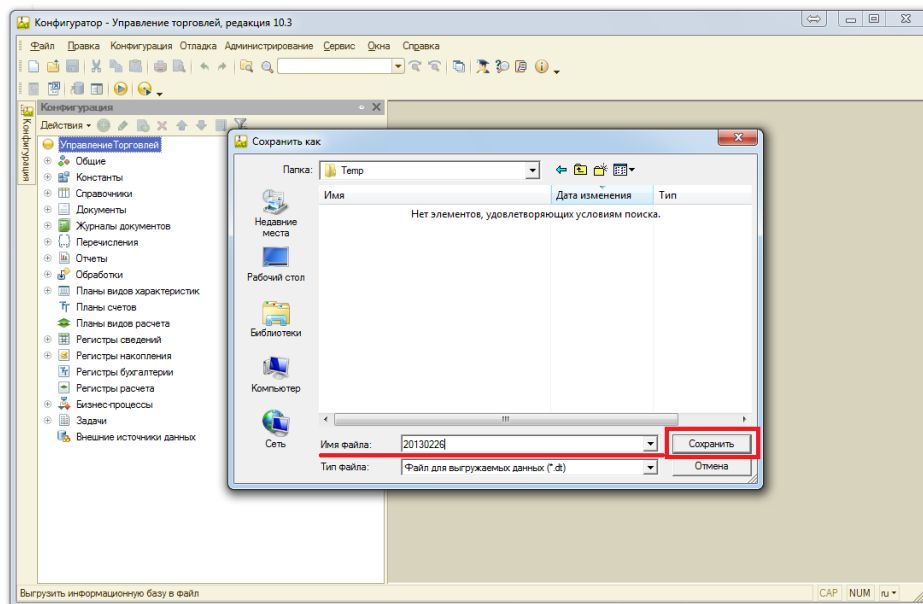 Конфигуратор - Управление торговлей, редакция 10.3
Файл Правка Конфигурация Отладка Администрирование Сервис Окна Справка
Конфигурация
Действия
Конфигурация
УправлениеТорговлей
Общие
Константы
Справочники
Документы
Журналы документов
Перечисления
Отчеты
Обработки
Планы видов характеристик
Планы счетов
Планы видов расчета
Регистры сведений
Регистры накопления
Регистры бухгалтерии
Регистры расчета
Бизнес-процессы
Задачи
Внешние источники данных
Сохранить как
Папка: Temp
Имя Дата изменения Тип
Нет элементов, удовлетворяющих условиям поиска.
Недавние
места
Рабочий стол
Библиотеки
Компьютер
Сеть
Имя файла: 20130226 Сохранить
Тип файла: Файл для выгружаемых данных (*.dt) Отмена
Выгрузить информационную базу в файл CAP NUM ru